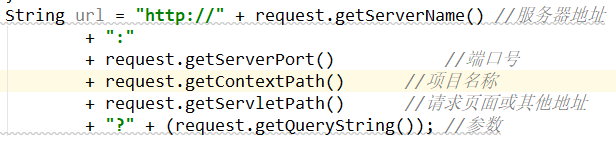 String url = "http://" + request.getServerName() //服务器地址
+ ":"
+ request.getServerPort() //端口号
+ request.getContextPath() //项目名称
+ request.getServletPath() //请求页面或其他地址
+ "?" + (request.getQueryString()); //参数